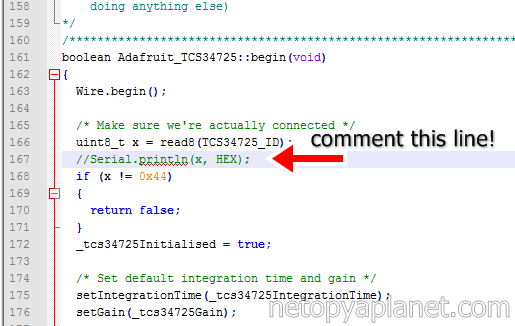 158 doing anything else)
159 */
160 /**************************************************************************
161 boolean Adafruit_TCS34725::begin(void)
162 {
163 Wire.begin();
164
165 /* Make sure we're actually connected */
166 uint8_t x = read8(TCS34725_ID);
comment this line!
167 //Serial.println(x, HEX);
168 if (x != 0x44)
169 {
170 return false;
171 }
172 _tcs34725Initialised = true;
173
174 /* Set default integration time and gain */
175 setIntegrationTime(_tcs34725IntegrationTime);
176 setGain(_tcs34725Gain);
netopyaplanet.com